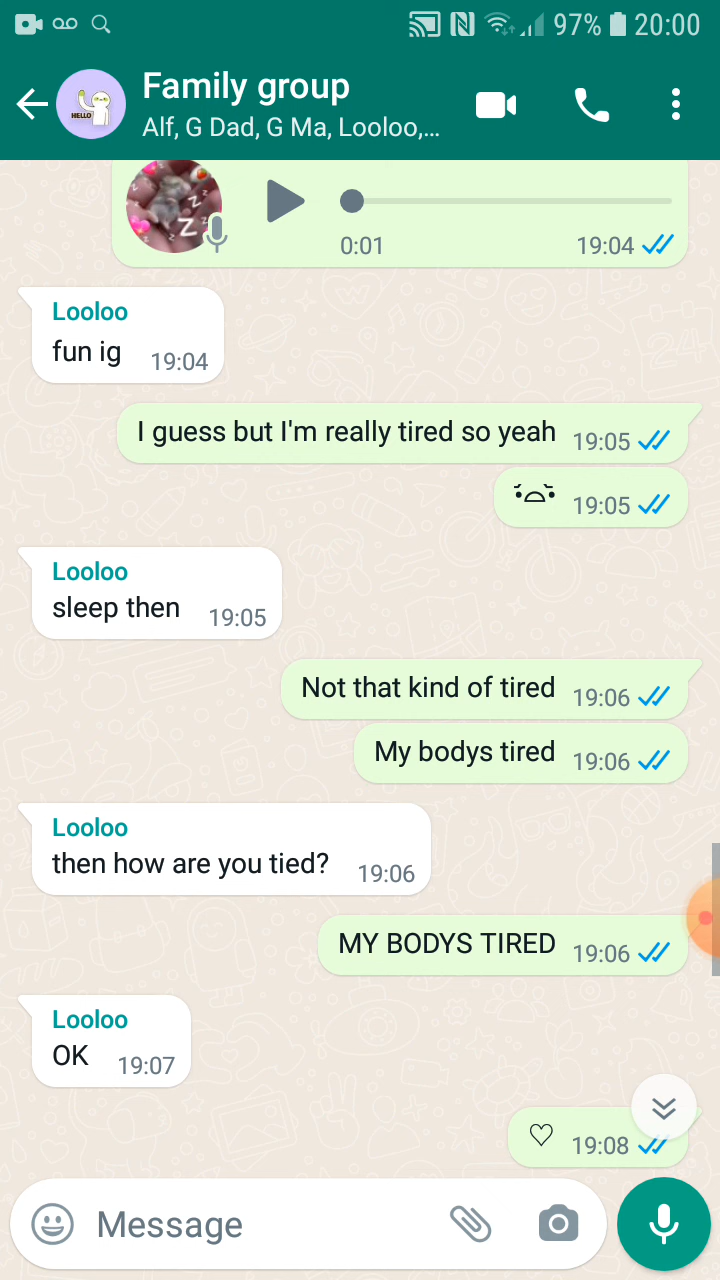 97% 20:00
Family group
HELLO
Alf, G Dad, G Ma, Looloo,...
z
z
Z
0:01 19:04
Looloo
fun ig 19:04
I guess but I'm really tired so yeah 19:05
19:05
Looloo
sleep then 19:05
Not that kind of tired 19:06
My bodys tired 19:06
Looloo
then how are you tied? 19:06
MY BODYS TIRED 19:06
Looloo
OK 19:07
♡ 19:08
Message